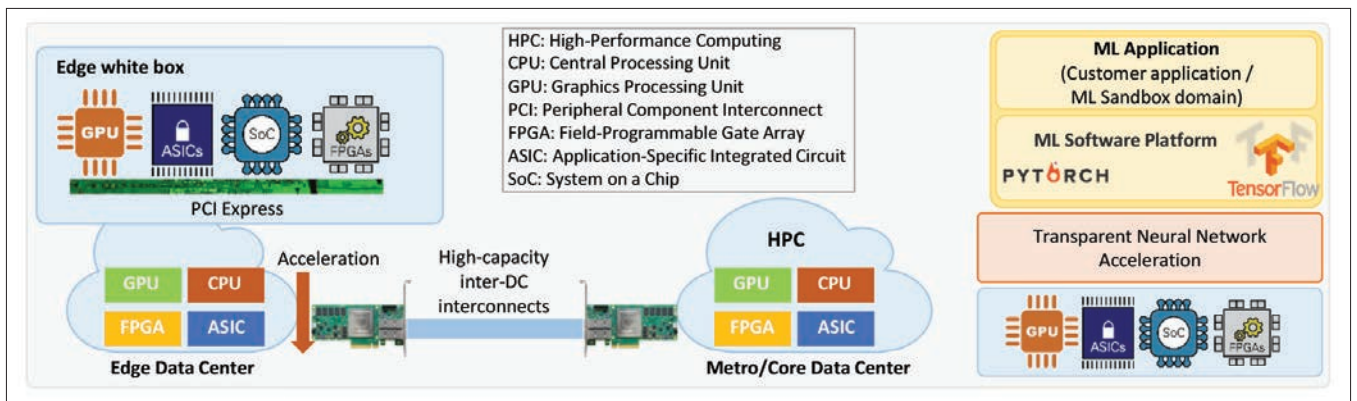 Edge white box
GPU
ASICs
SoC
FPGAs
PCI Express
GPU
CPU
FPGA
ASIC
Edge Data Center
Acceleration
High-capacity
inter-DC
interconnects
HPC: High-Performance Computing
CPU: Central Processing Unit
GPU: Graphics Processing Unit
PCI: Peripheral Component Interconnect
FPGA: Field-Programmable Gate Array
ASIC: Application-Specific Integrated Circuit
SoC: System on a Chip
HPC
GPU
CPU
FPGA
ASIC
Metro/Core Data Center
ML Application
(Customer application /
ML Sandbox domain)
ML Software Platform
PYTORCH
TensorFlow
Transparent Neural Network
Acceleration
GPU
ASICs
SoC
FPGAs